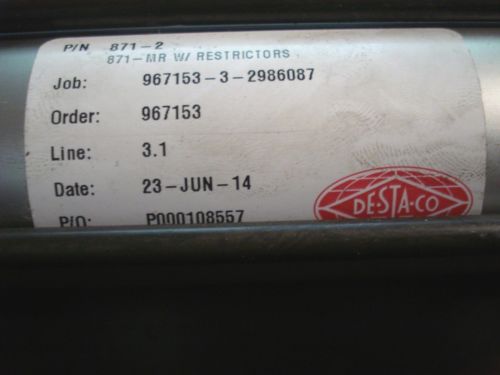 P/N 871-2
871-MR W/ RESTRICTORS
Job: 967153-3-2986087
Order: 967153
Line: 3.1
Date: 23-JUN-14
P/O: P000108557
DE-STA-CO